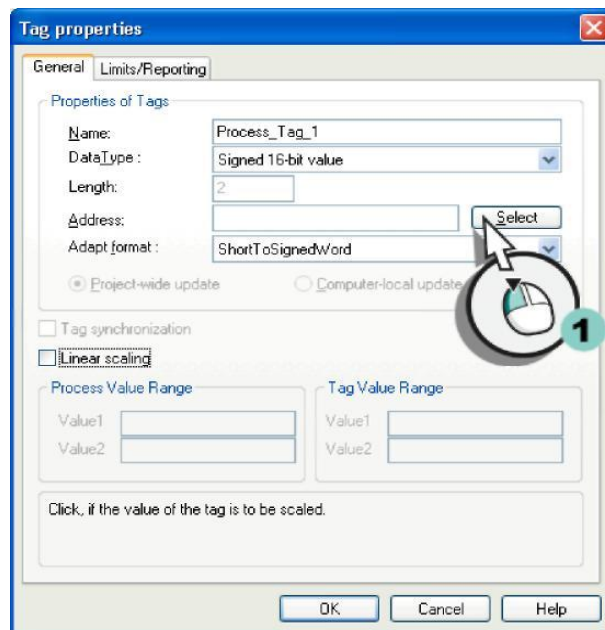 Tag properties
General Limits/Reporting
Properties of Tags
Name: Process_Tag_1
DataType : Signed 16-bit value
Length: 2
Address: Select
Adapt format : ShortToSignedWord
Project-wide update Computer-local update
1
Tag synchronization
Linear scaling
Process Value Range Tag Value Range
Value1 Value1
Value2 Value2
Click, if the value of the tag is to be scaled.
OK Cancel Help